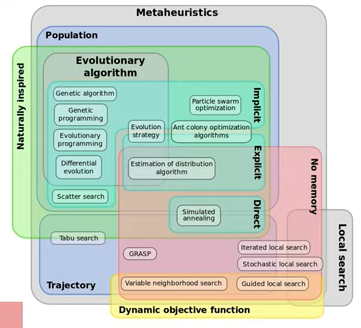 Metaheuristics
Population
Naturally inspired
Evolutionary
algorithm
Genetic algorithm
Genetic
programming
Evolutionary
programming
Differential
evolution
Scatter search
Evolution
strategy
Implicit
Particle swarm
optimization
Ant colony optimization
algorithms
Explicit
Estimation of distribution
algorithm
Direct
Simulated
annealing
No memory
Local search
Tabu search
GRASP
Iterated local search
Stochastic local search
Trajectory
Variable neighborhood search
Guided local search
Dynamic objective function